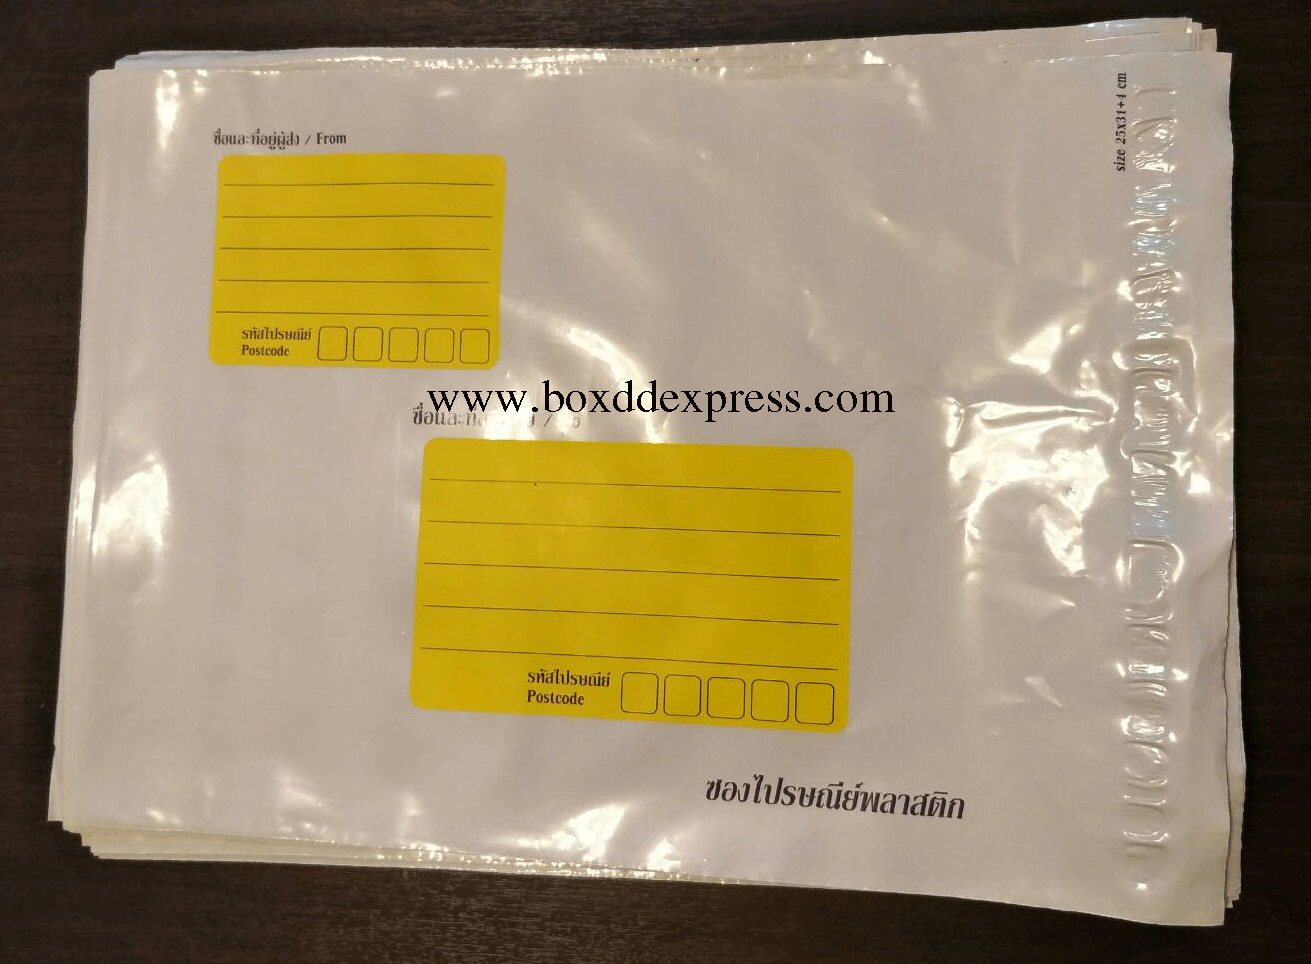 ชื่อและที่อยู่ผู้ส่ง / From
size 25x31+4 cm
รหัสไปรษณีย์
Postcode
www.boxddexpress.com
รหัสไปรษณีย์
Postcode
ซองไปรษณีย์พลาสติก